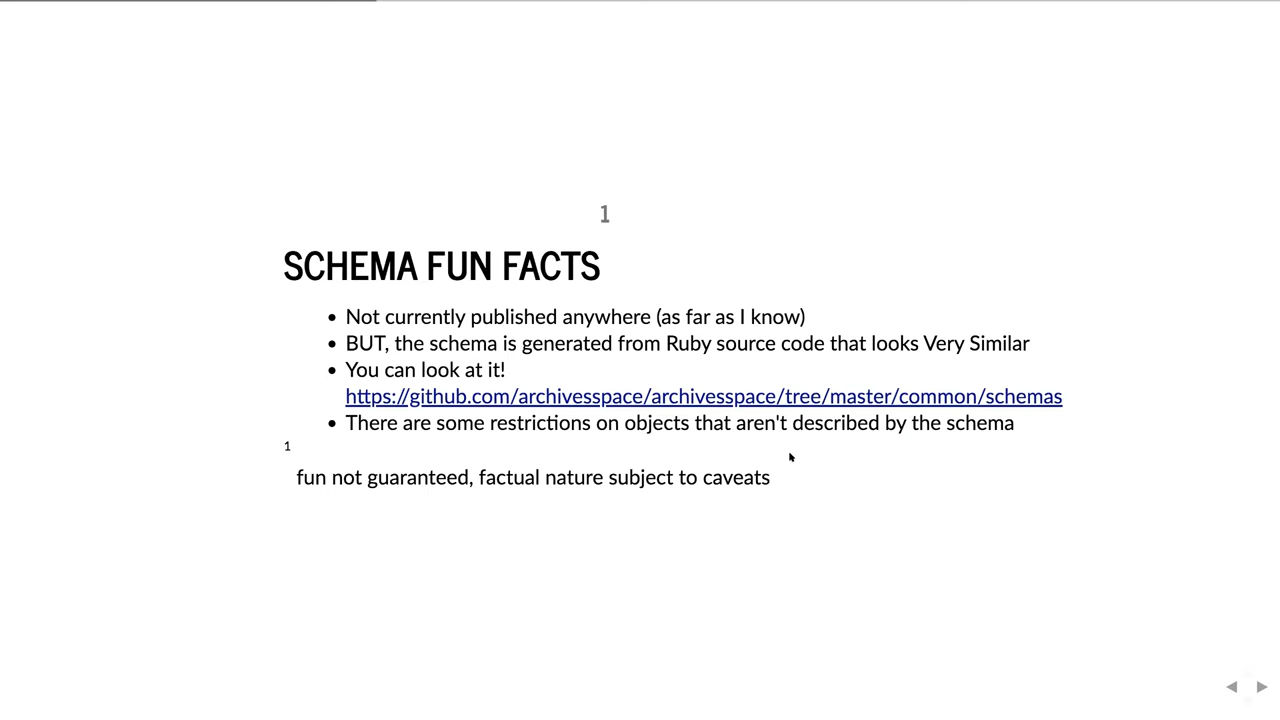 SCHEMA FUN FACTS 1
Not currently published anywhere (as far as I know)
BUT, the schema is generated from Ruby source code that looks Very Similar
You can look at it!
https://github.com/archivesspace/archivesspace/tree/master/common/schemas
There are some restrictions on objects that aren't described by the schema
1
fun not guaranteed, factual nature subject to caveats